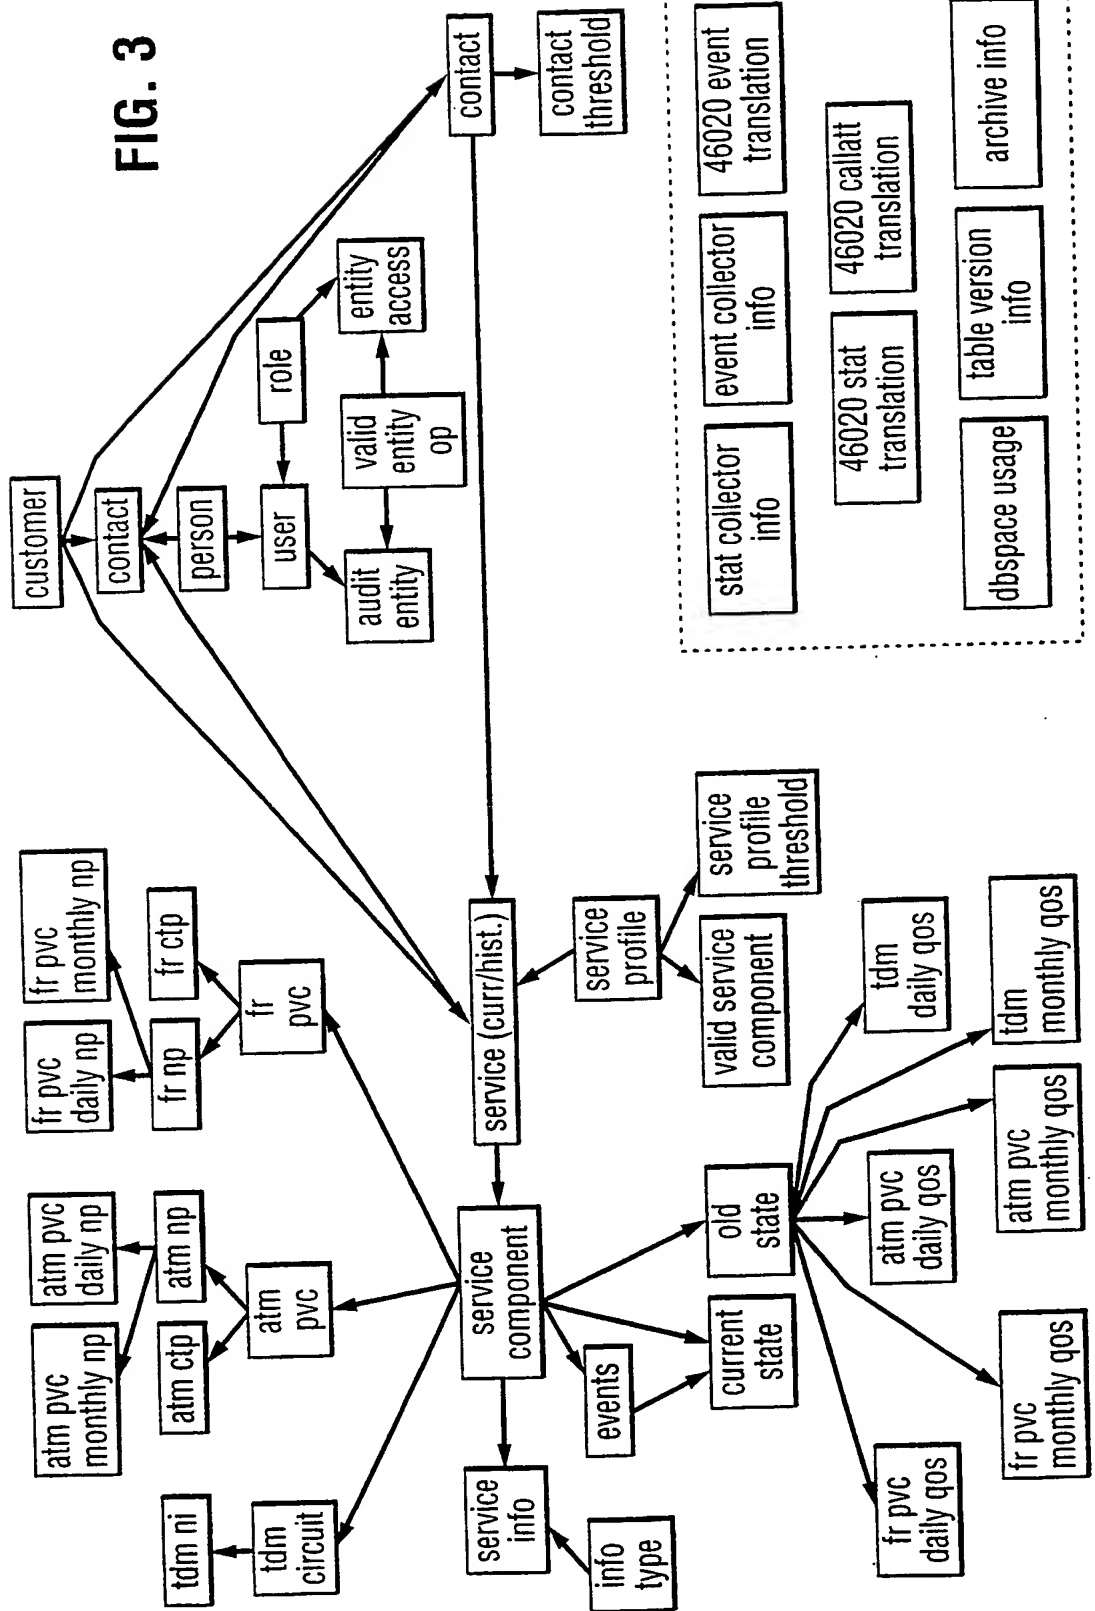 FIG. 3
customer
contact
person
user
audit
entity
role
valid
entity
op
entity
access
contact
contact
threshold
fr pvc
monthly np
fr pvc
daily np
fr ctp
fr np
fr
pvc
atm pvc
daily np
atm pvc
monthly np
atm np
atm ctp
atm
pvc
tdm ni
tdm
circuit
service (curr/hist.)
service
component
service
info
info
type
events
current
state
old
state
service
profile
service
profile
threshold
valid service
component
tdm
daily qos
tdm
monthly qos
atm pvc
daily qos
atm pvc
monthly qos
fr pvc
daily qos
fr pvc
monthly qos
stat collector
info
event collector
info
46020 event
translation
46020 stat
translation
46020 callatt
translation
dbspace usage
table version
info
archive info